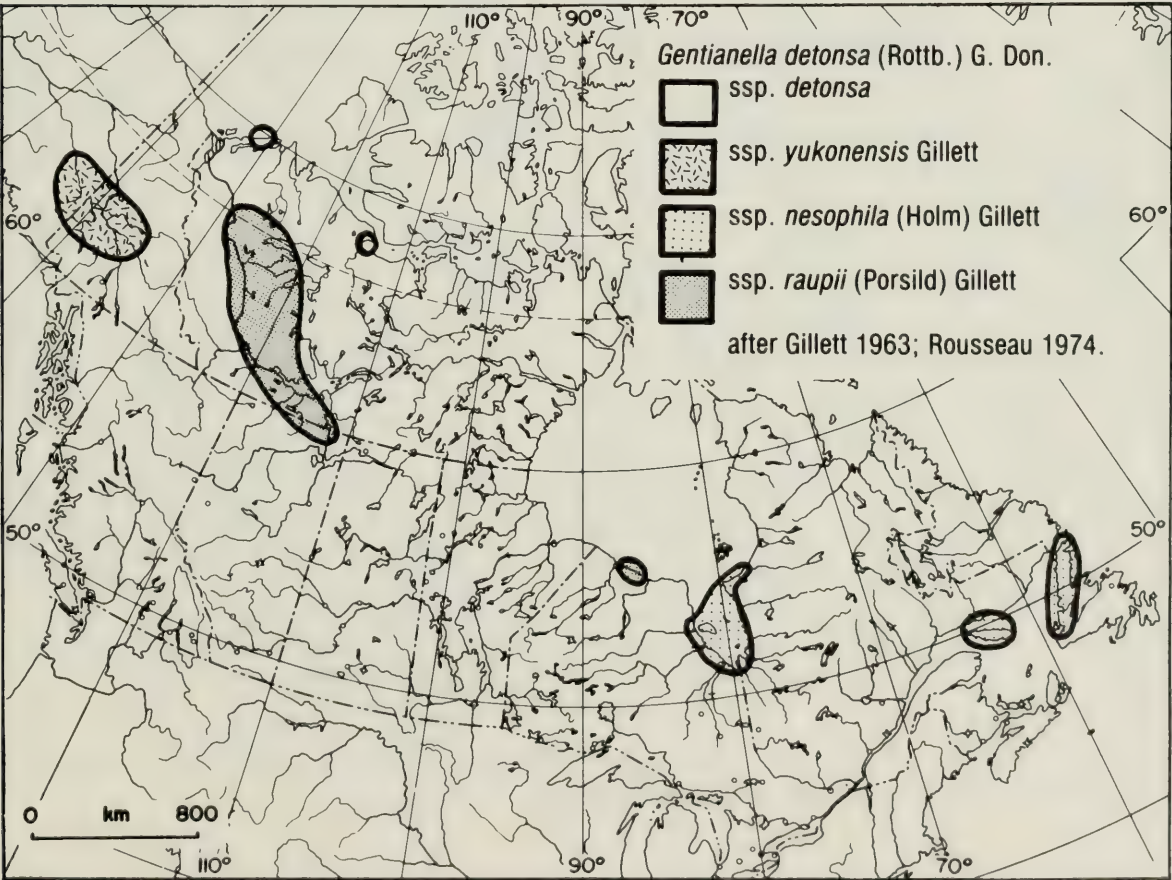 110° 90° 70°
Gentianella detonsa (Rottb.) G. Don.
ssp. detonsa
ssp. yukonensis Gillett
ssp. nesophila (Holm) Gillett
ssp. raupii (Porsild) Gillett
after Gillett 1963; Rousseau 1974.
60°
60°
50°
50°
0 km 800
110° 90° 70°